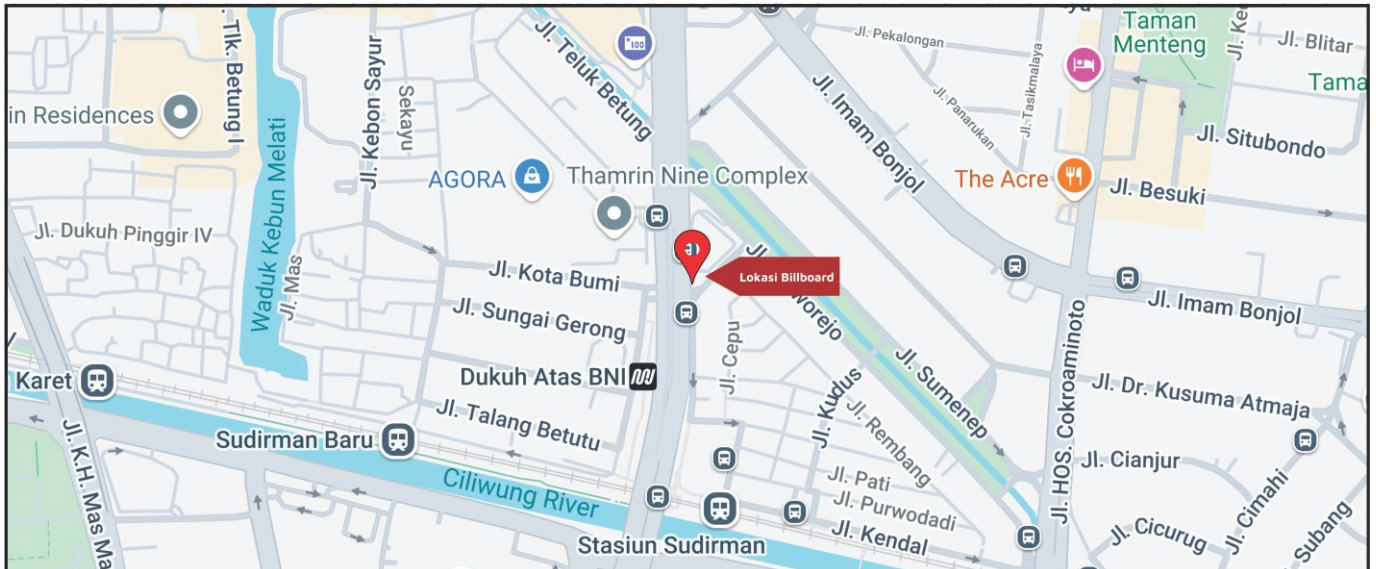 Tlk. Betung I
Jl. Kebon Sayur
Sekayu
Jl. Teluk Betung
100
Jl. Pekalongan
Jl. Panarukan
Jl. Tasikmalaya
Jl. Imam Bonjol
Taman
Menteng
Jl. Blitar
Tama
Jl. Situbondo
in Residences
AGORA
Thamrin Nine Complex
The Acre
Jl. Besuki
Waduk Kebun Melati
Jl. Dukuh Pinggir IV
Jl. Mas
Jl. Kota Bumi
Lokasi Billboard
worejo
Jl. Imam Bonjol
Jl. Sungai Gerong
Jl. Cepu
Jl. Sumenep
Jl. HOS. Cokroaminoto
Karet
Dukuh Atas BNI
Jl. Kudus
Jl. Dr. Kusuma Atmaja
Jl. Talang Betutu
Jl. Rembang
Sudirman Baru
Jl. K.H. Mas Ma
Ciliwung River
Jl. Pati
Jl. Purwodadi
Jl. Kendal
Stasiun Sudirman
Jl. Cianjur
Jl. Cicurug
Jl. Cimahi
Subang